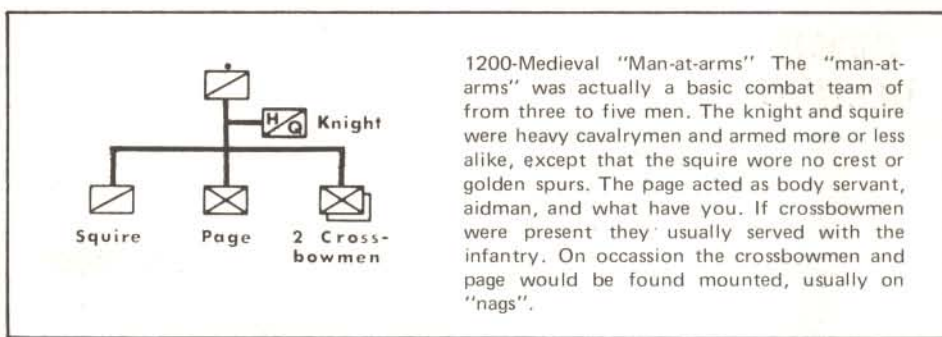 H/Q Knight
Squire Page 2 Cross-
bowmen
1200-Medieval "Man-at-arms" The "man-at-
arms" was actually a basic combat team of
from three to five men. The knight and squire
were heavy cavalrymen and armed more or less
alike, except that the squire wore no crest or
golden spurs. The page acted as body servant,
aidman, and what have you. If crossbowmen
were present they usually served with the
infantry. On occassion the crossbowmen and
page would be found mounted, usually on
"nags".